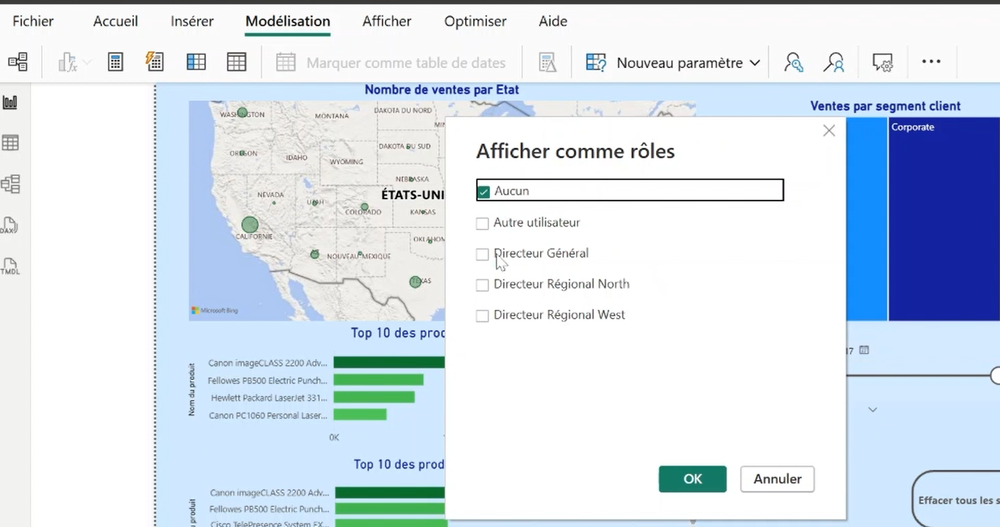 Fichier Accueil Insérer Modélisation Afficher Optimiser Aide
Marquer comme table de dates Nouveau paramètre
Nombre de ventes par Etat
Ventes par segment client
WASHINGTON
MONTANA
DAKOTA DU NORD
MIN
OREGON
IDAHO
DAKOTA DU SUD
WYOMING
NEBRASKA
NEVADA
UTAH
ÉTATS-UNI
COLORADO
KANSAS
CALIFORNIE
OKLAHOM
NOUVEAU-MEXIQUE
TEXAS
Microsoft Bing
Corporate
Afficher comme rôles
Aucun
Autre utilisateur
Directeur Général
Directeur Régional North
Directeur Régional West
OK Annuler
Top 10 des prod
Nom du produit
Canon imageCLASS 2200 Adv...
Fellowes PB500 Electric Punch...
Hewlett Packard LaserJet 331...
Canon PC1060 Personal Laser...
0K
17
Top 10 des prod
u produit
Canon imageCLASS 2200 Adv...
Fellowes PB500 Electric Punch...
Cisco TelePresence System EX...
Effacer tous les s
DAX
TMDL